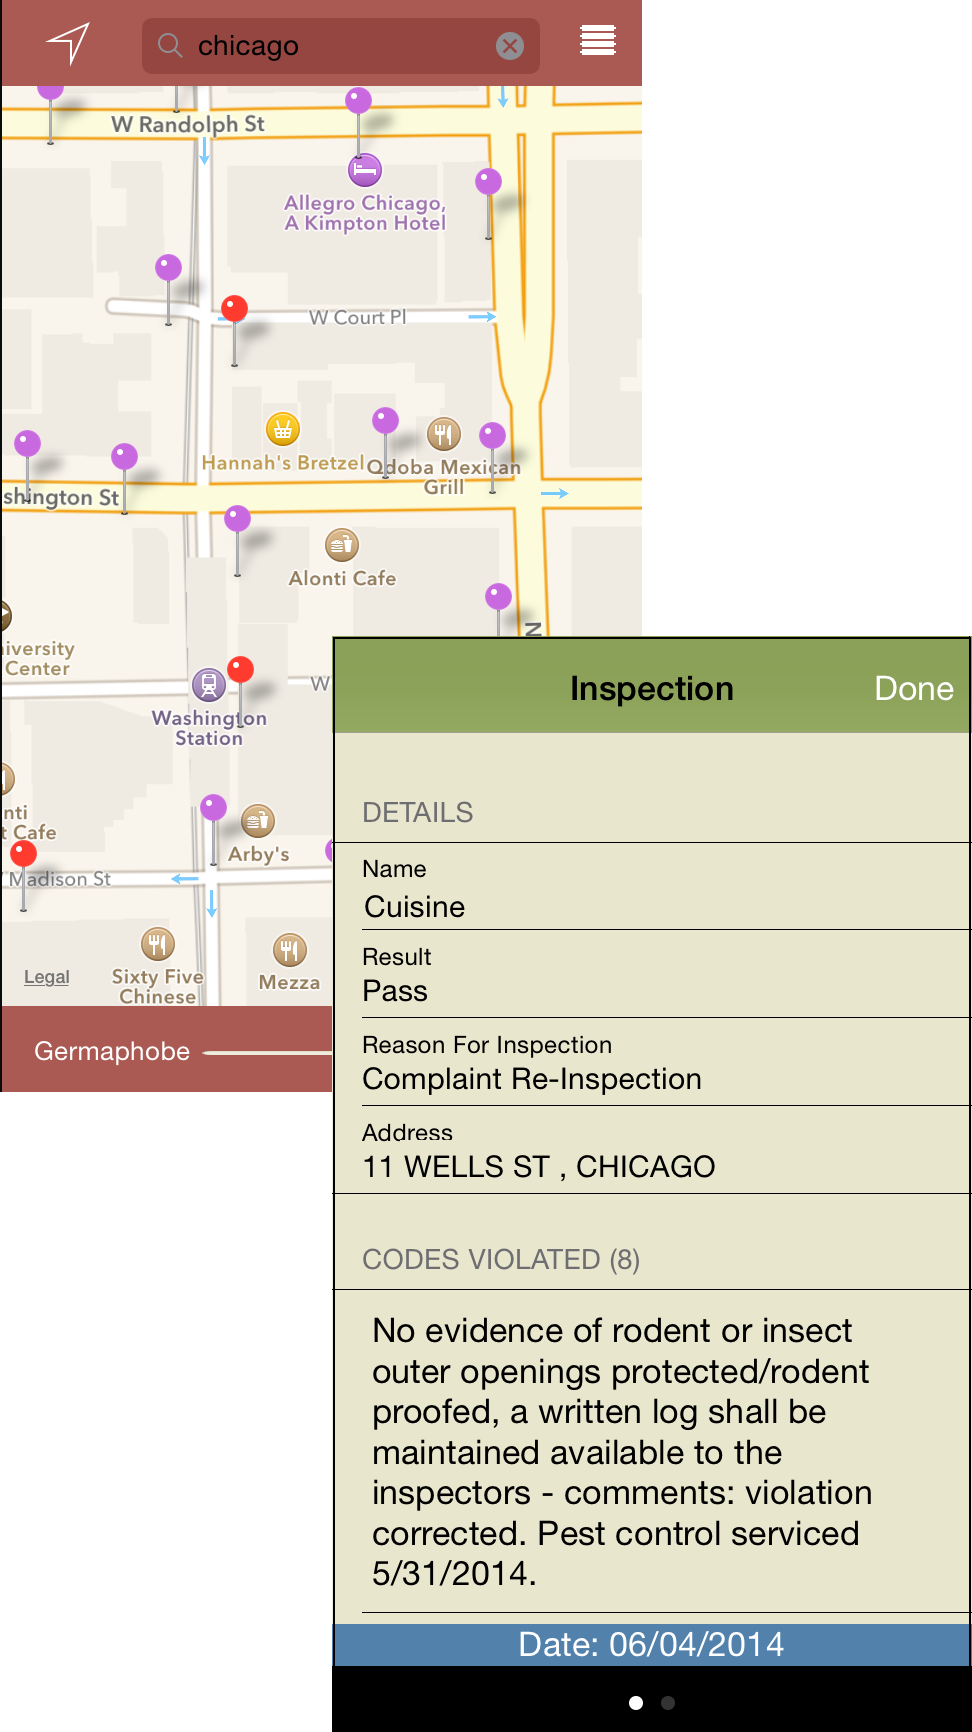 chicago
W Randolph St
Allegro Chicago,
A Kimpton Hotel
W Court Pl
Hannah's Bretzel
Qdoba Mexican
Grill
shington St
Alonti Cafe
N
iversity
Center
W
Washington
Station
nti
t Cafe
Arby's
Madison St
Legal
Sixty Five
Chinese
Mezza
Germaphobe
Inspection
Done
DETAILS
Name
Cuisine
Result
Pass
Reason For Inspection
Complaint Re-Inspection
Address
11 WELLS ST , CHICAGO
CODES VIOLATED (8)
No evidence of rodent or insect
outer openings protected/rodent
proofed, a written log shall be
maintained available to the
inspectors - comments: violation
corrected. Pest control serviced
5/31/2014.
Date: 06/04/2014